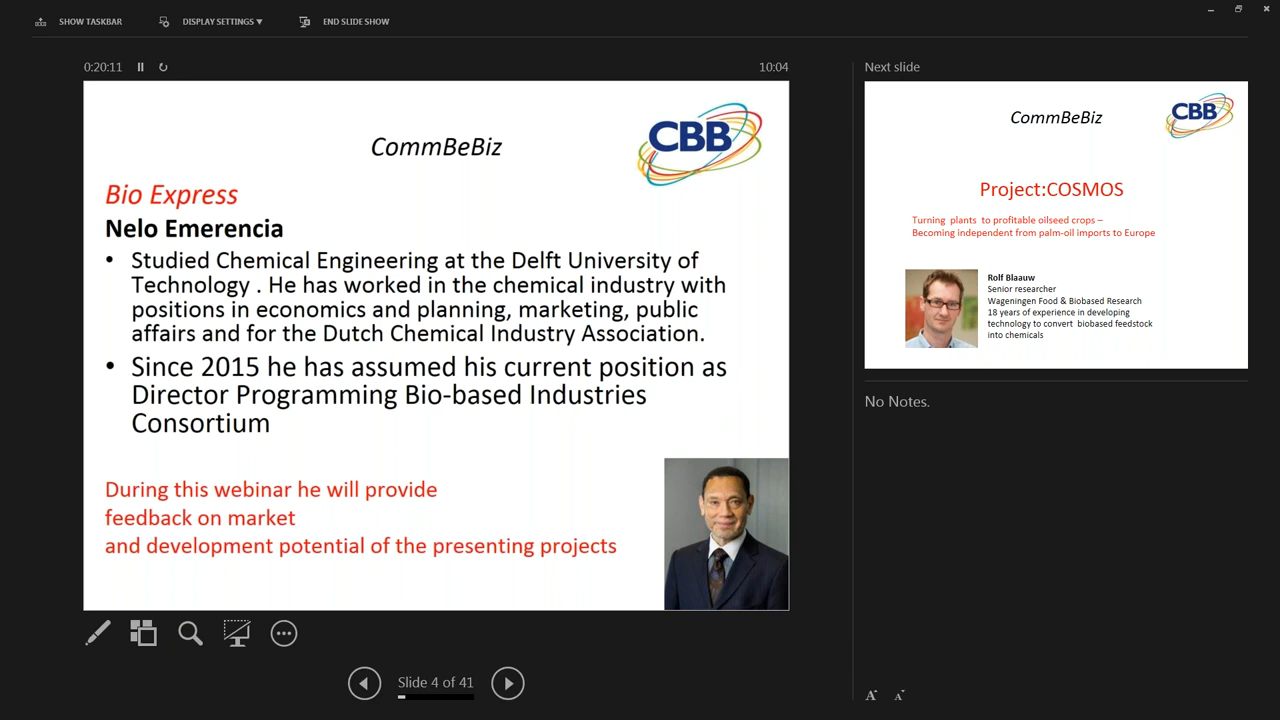 SHOW TASKBAR
DISPLAY SETTINGS ▼
END SLIDE SHOW
0:20:11
10:04
CommBeBiz
CBB
Bio Express
Nelo Emerencia
• Studied Chemical Engineering at the Delft University of
Technology . He has worked in the chemical industry with
positions in economics and planning, marketing, public
affairs and for the Dutch Chemical Industry Association.
• Since 2015 he has assumed his current position as
Director Programming Bio-based Industries
Consortium
During this webinar he will provide
feedback on market
and development potential of the presenting projects
Slide 4 of 41
Next slide
CommBeBiz
CBB
Project:COSMOS
Turning plants to profitable oilseed crops –
Becoming independent from palm-oil imports to Europe
Rolf Blaauw
Senior researcher
Wageningen Food & Biobased Research
18 years of experience in developing
technology to convert biobased feedstock
into chemicals
No Notes.
A A